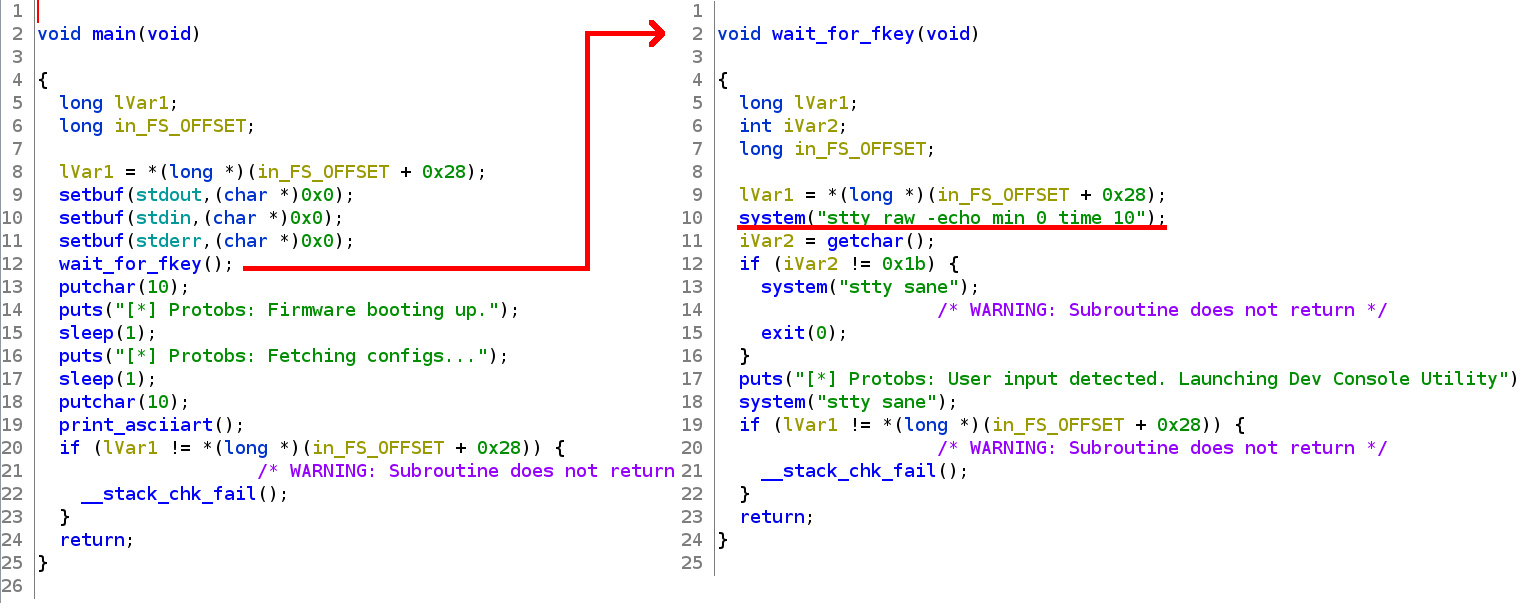 1
2 void main(void)
3
4 {
5 long lVar1;
6 long in_FS_OFFSET;
7
8 lVar1 = *(long *)(in_FS_OFFSET + 0x28);
9 setbuf(stdout,(char *)0x0);
10 setbuf(stdin,(char *)0x0);
11 setbuf(stderr,(char *)0x0);
12 wait_for_fkey();
13 putchar(10);
14 puts("[*] Protobs: Firmware booting up.");
15 sleep(1);
16 puts("[*] Protobs: Fetching configs...");
17 sleep(1);
18 putchar(10);
19 print_asciiart();
20 if (lVar1 != *(long *)(in_FS_OFFSET + 0x28)) {
21 /* WARNING: Subroutine does not return
22 __stack_chk_fail();
23 }
24 return;
25 }
26
1
2 void wait_for_fkey(void)
3
4 {
5 long lVar1;
6 int iVar2;
7 long in_FS_OFFSET;
8
9 lVar1 = *(long *)(in_FS_OFFSET + 0x28);
10 system("stty raw -echo min 0 time 10");
11 iVar2 = getchar();
12 if (iVar2 != 0x1b) {
13 system("stty sane");
14 /* WARNING: Subroutine does not return */
15 exit(0);
16 }
17 puts("[*] Protobs: User input detected. Launching Dev Console Utility")
18 system("stty sane");
19 if (lVar1 != *(long *)(in_FS_OFFSET + 0x28)) {
20 /* WARNING: Subroutine does not return */
21 __stack_chk_fail();
22 }
23 return;
24 }
25